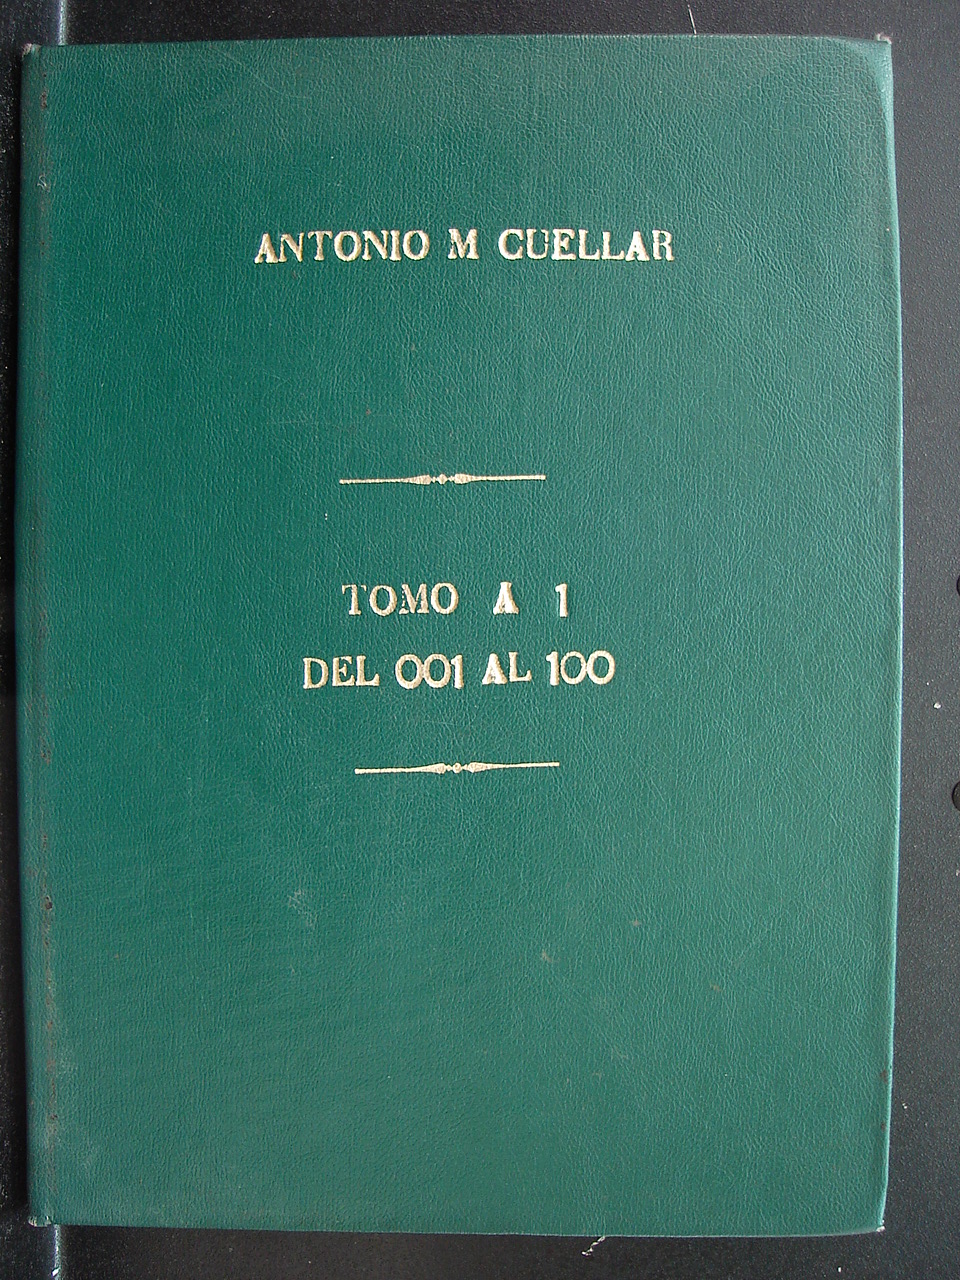 ANTONIO M CUELLAR
TOMO A 1
DEL 001 AL 100